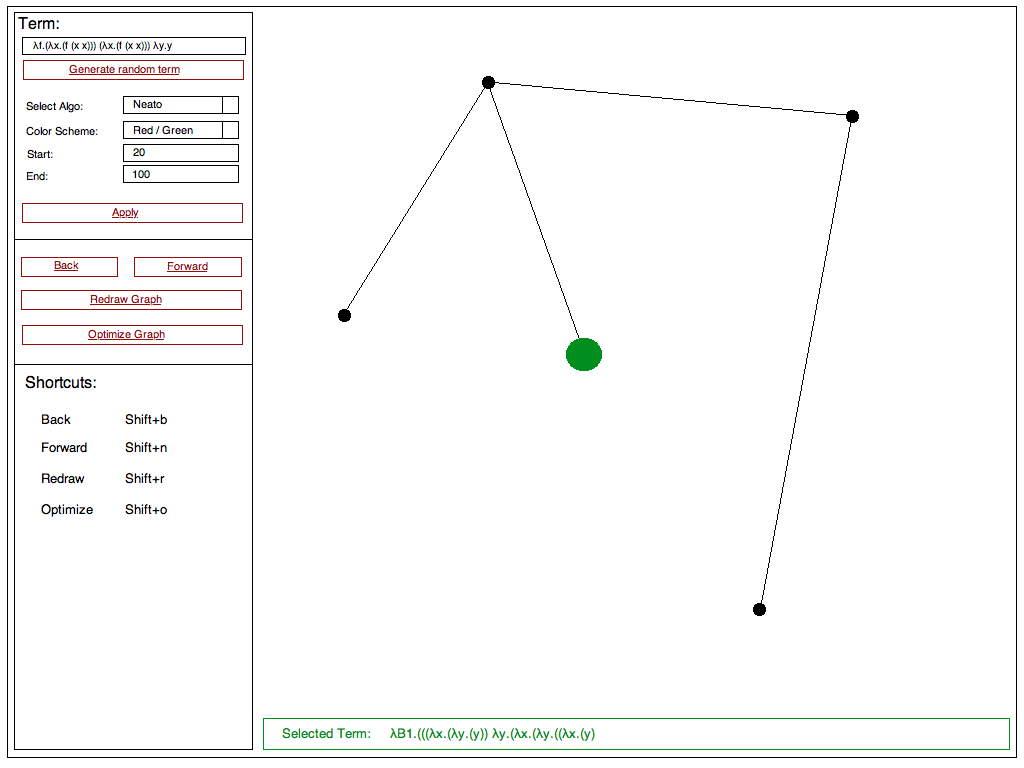 Term:
λf.(λx.(f (x x))) (λx.(f (x x))) λy.y
Generate random term
Select Algo: Neato
Color Scheme: Red / Green
Start: 20
End: 100
Apply
Back Forward
Redraw Graph
Optimize Graph
Shortcuts:
Back Shift+b
Forward Shift+n
Redraw Shift+r
Optimize Shift+o
Selected Term: λB1.(((λx.(λy.(y)) λy.(λx.(λy.((λx.(y)